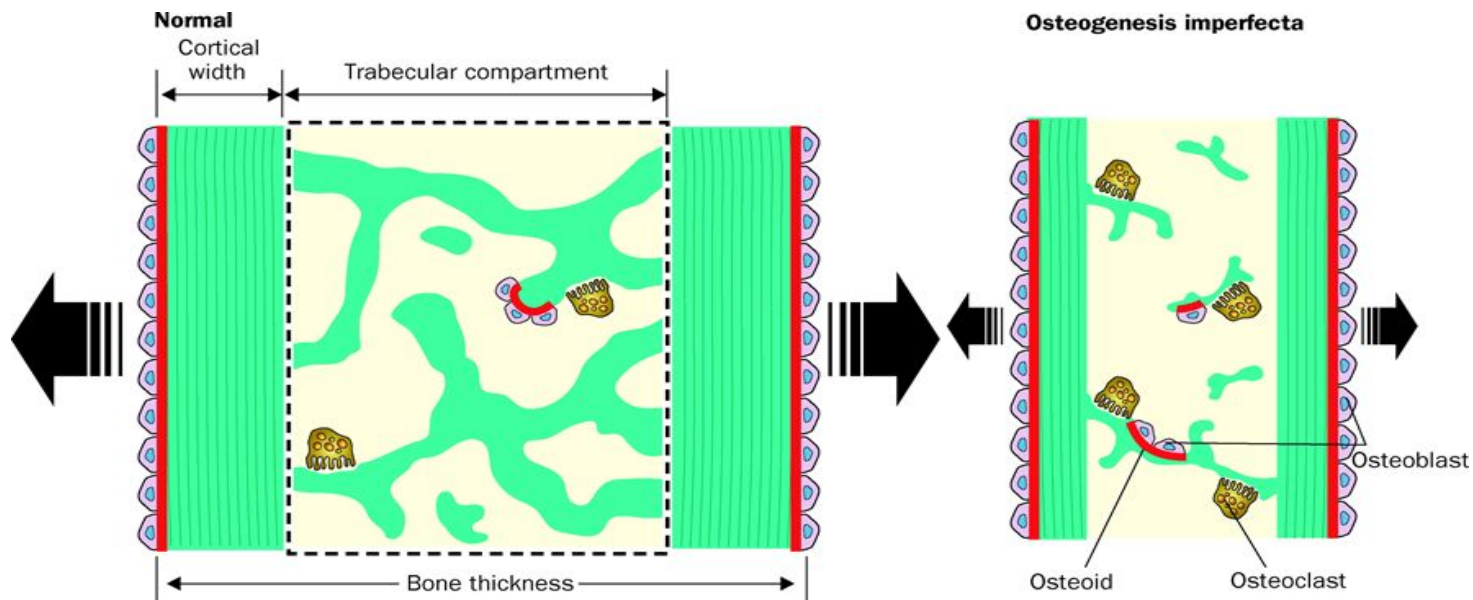 Normal
Cortical
width
Trabecular compartment
Bone thickness
Osteogenesis imperfecta
Osteoblast
Osteoid
Osteoclast